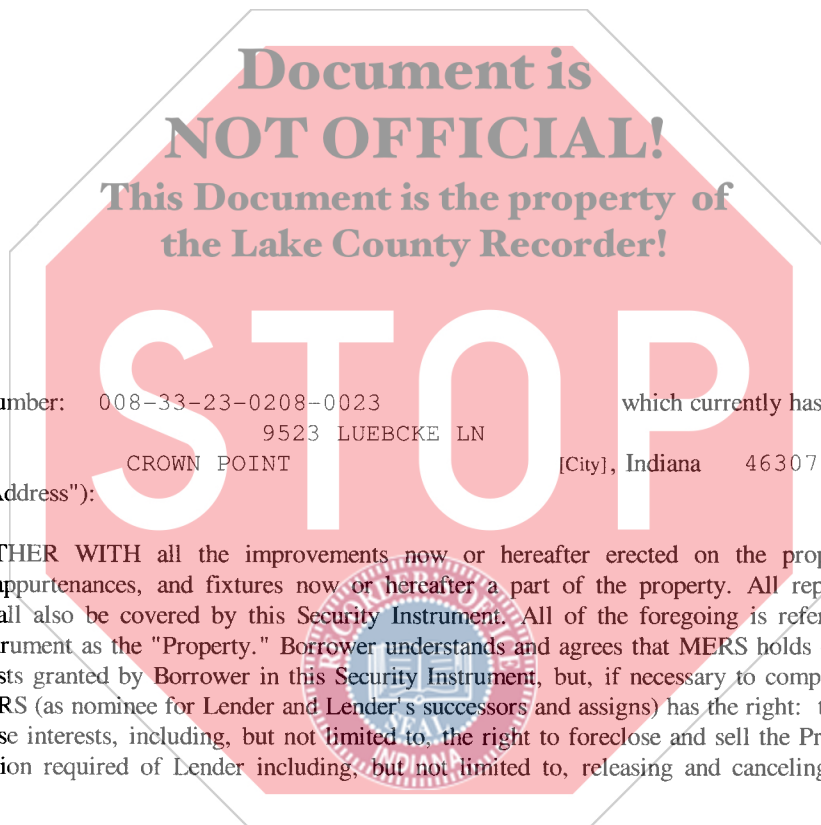 Document is
NOT OFFICIAL!
This Document is the property of
the Lake County Recorder!
STOP
umber: 008-33-23-0208-0023 which currently has
9523 LUEBCKE LN
CROWN POINT [City], Indiana 46307
Address"):
THER WITH all the improvements now or hereafter erected on the prop
appurtenances, and fixtures now or hereafter a part of the property. All rep
all also be covered by this Security Instrument. All of the foregoing is refer
rument as the "Property." Borrower understands and agrees that MERS holds
sts granted by Borrower in this Security Instrument, but, if necessary to comp
RS (as nominee for Lender and Lender's successors and assigns) has the right: t
se interests, including, but not limited to, the right to foreclose and sell the Pr
ion required of Lender including, but not limited to, releasing and canceling
SEAL
INDIANA